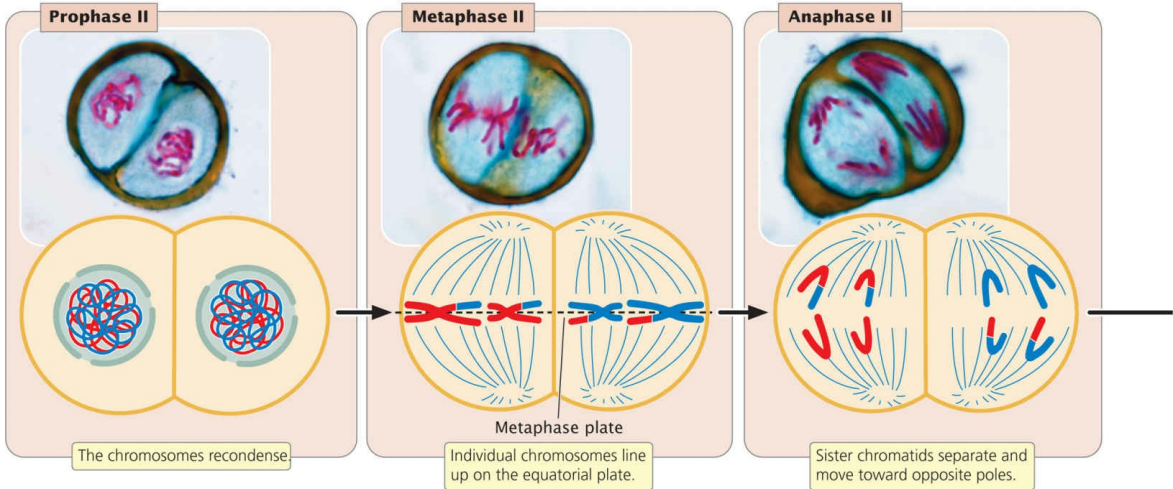 Prophase II
Metaphase II
Anaphase II
Metaphase plate
The chromosomes recondense.
Individual chromosomes line
up on the equatorial plate.
Sister chromatids separate and
move toward opposite poles.